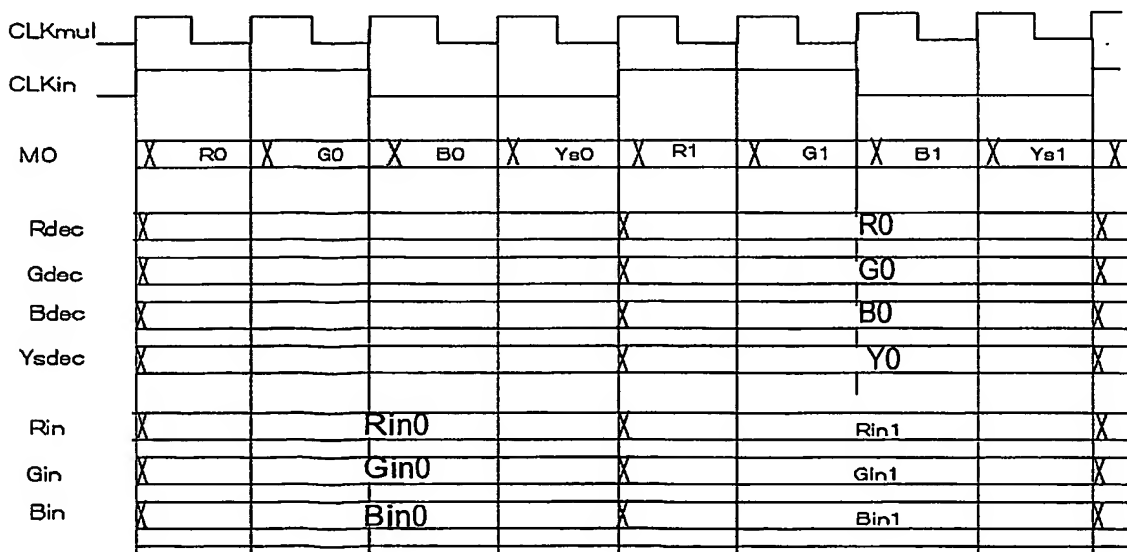 CLKmul
CLKin
MO R0 G0 B0 Ys0 R1 G1 B1 Ys1
Rdec R0
Gdec G0
Bdec B0
Ysdec Y0
Rin Rin0 Rin1
Gin Gin0 Gin1
Bin Bin0 Bin1